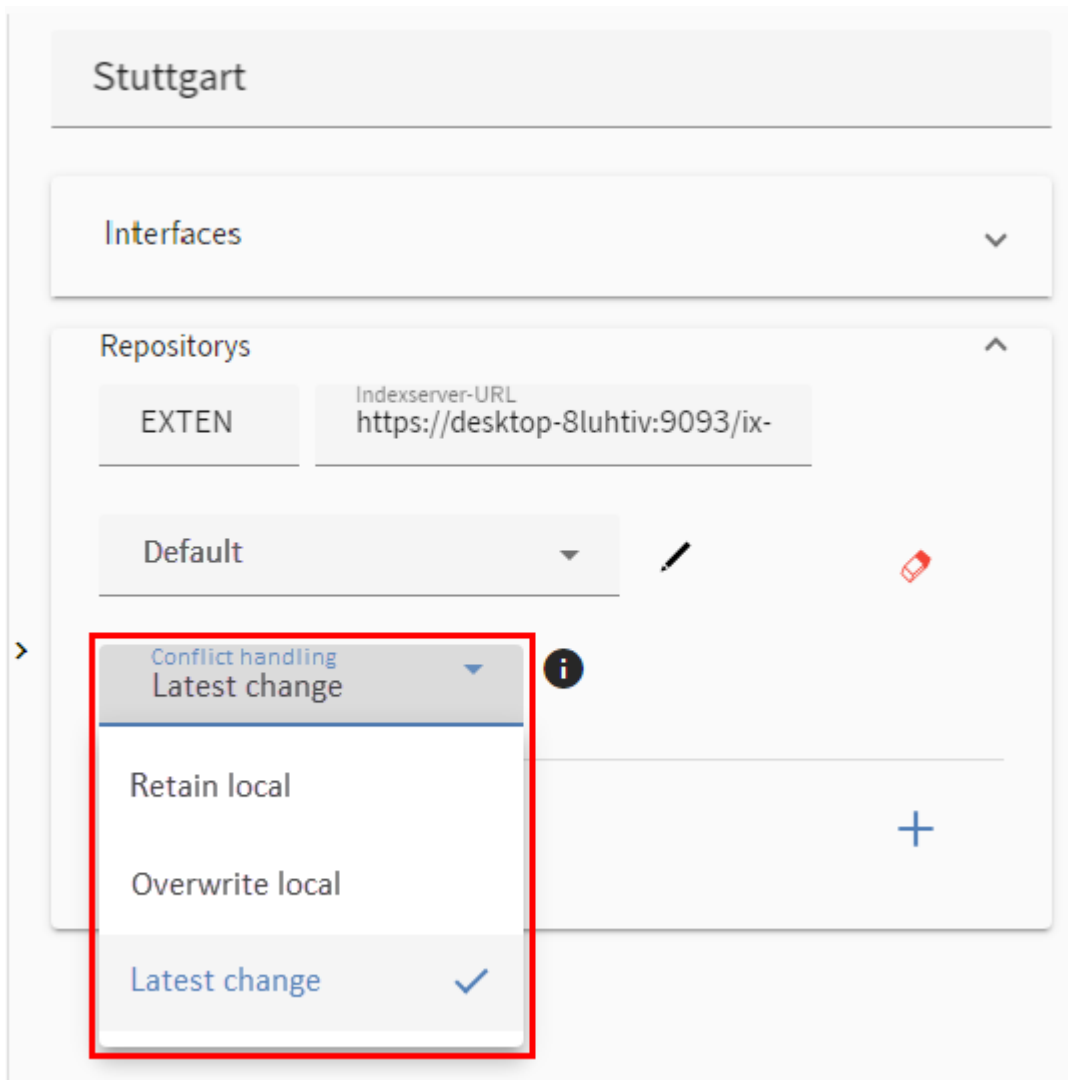 Stuttgart
Interfaces
Repositorys
EXTEN
Indexserver-URL
https://desktop-8luhtiv:9093/ix-
Default
Conflict handling
Latest change
Retain local
Overwrite local
Latest change